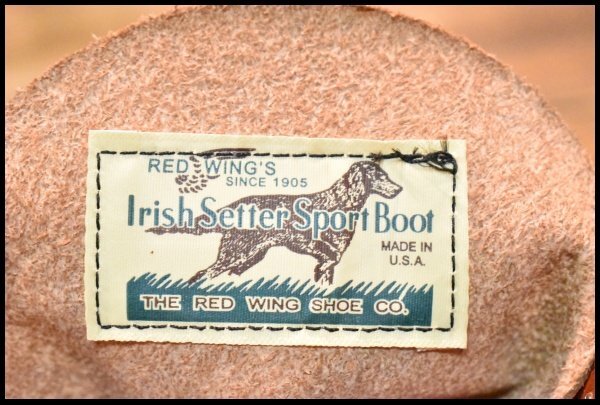 RED WING'S
SINCE 1905
Irish Setter Sport Boot
MADE IN
U.S.A.
THE RED WING SHOE CO.